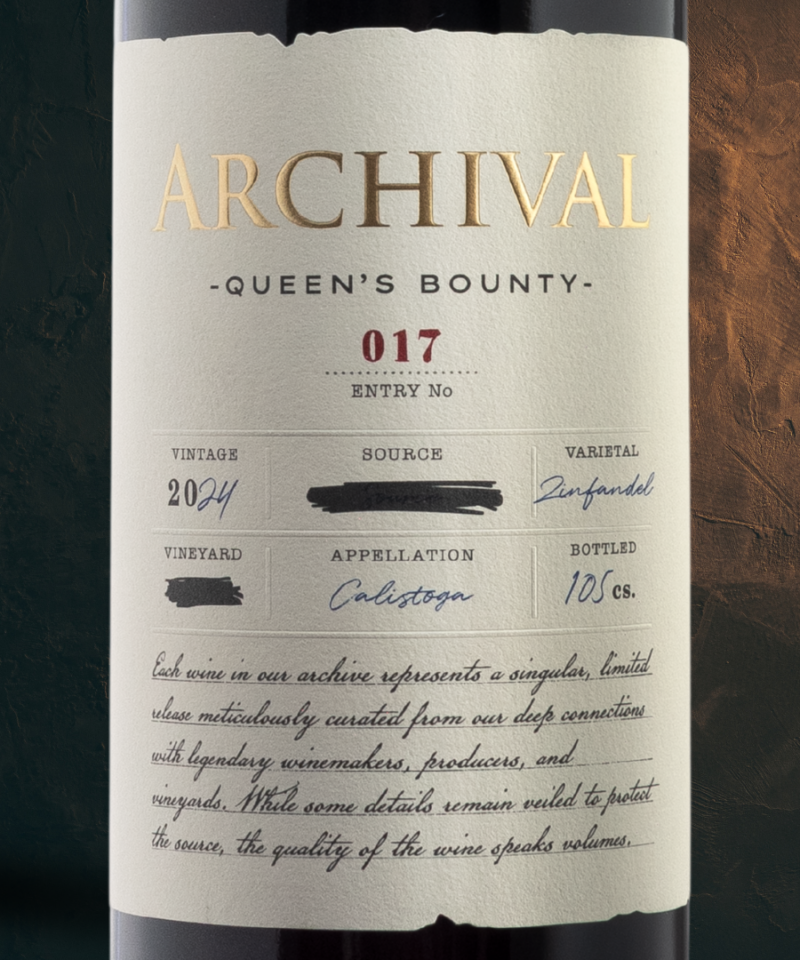 ARCHIVAL
-QUEEN'S BOUNTY-
017
ENTRY No
VINTAGE SOURCE VARIETAL
2024 Zinfandel
VINEYARD APPELLATION BOTTLED
Calistoga 105 cs.
Each wine in our archive represents a singular, limited
release meticulously curated from our deep connections
with legendary winemakers, producers, and
vineyards. While some details remain veiled to protect
the source, the quality of the wine speaks volumes.